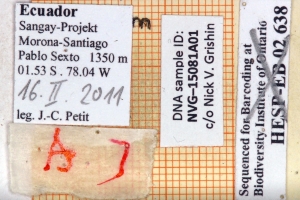 Ecuador
Sangay-Projekt
Morona-Santiago
Pablo Sexto 1350 m
01.53 S . 78.04 W
16. II. 2011
leg. J.-C. Petit
DNA sample ID:
NVG-15081A01
c/o Nick V. Grishin
Sequenced for Barcoding at
Biodiversity Institute of Ontario
HESP-EB 02 638
A